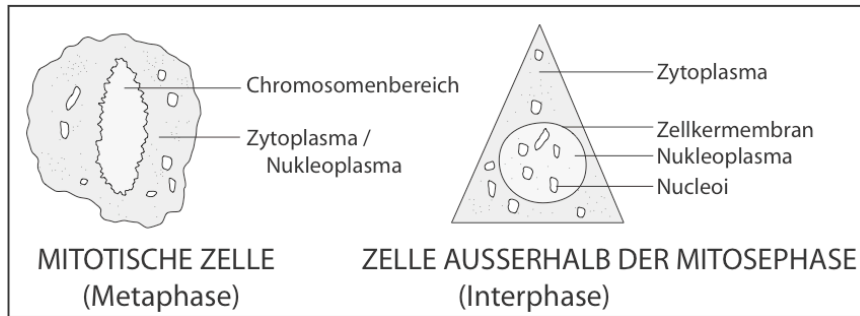 Chromosomenbereich
Zytoplasma /
Nukleoplasma
MITOTISCHE ZELLE
(Metaphase)
Zytoplasma
Zellkermembran
Nukleoplasma
Nucleoi
ZELLE AUSSERHALB DER MITOSEPHASE
(Interphase)